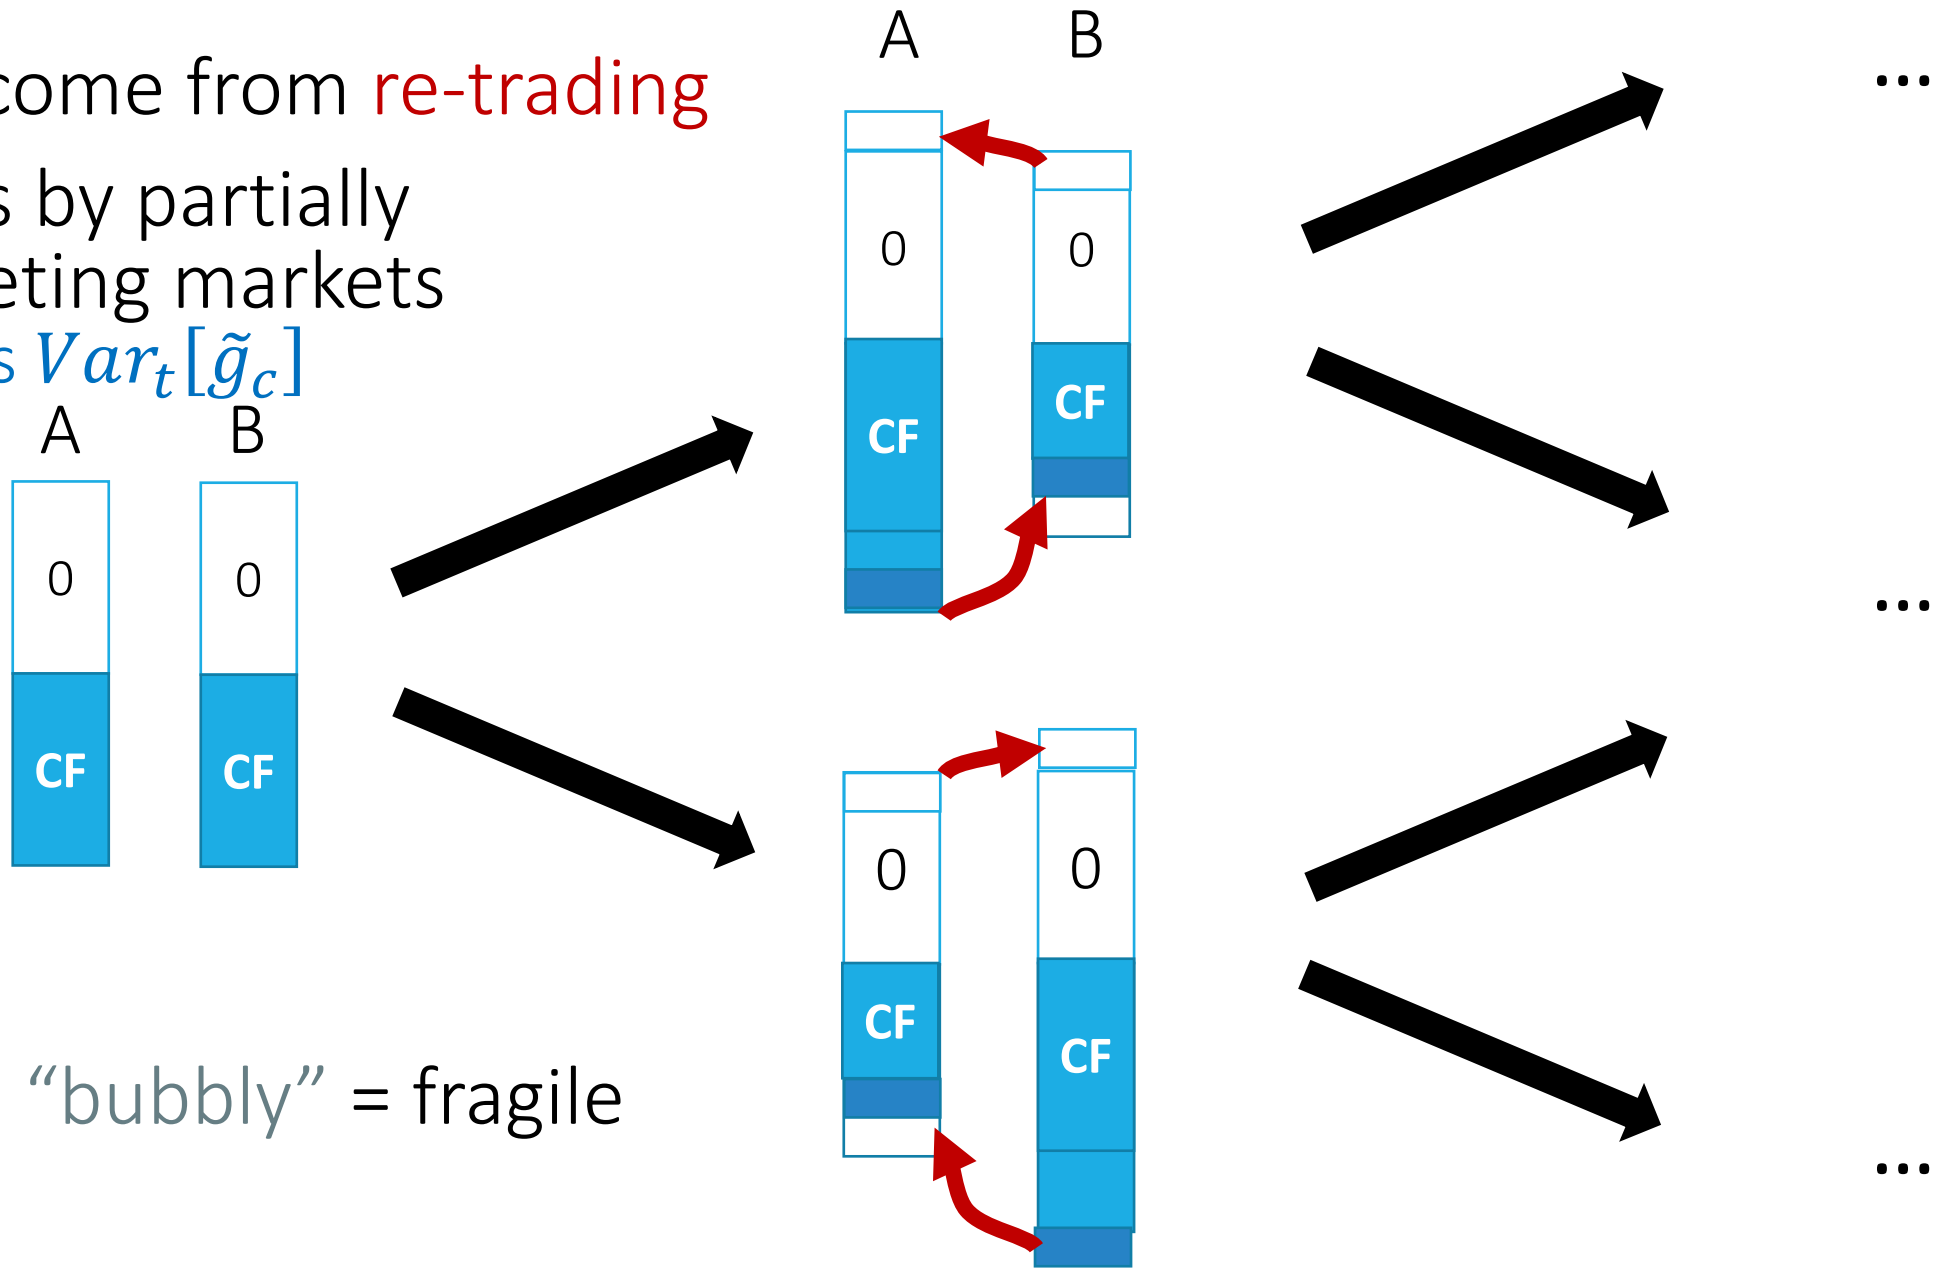 come from re-trading
s by partially
eting markets
s Var_t[g̃_c]
A B
0 0
CF CF
A B
0 0
CF CF
0 0
CF CF
...
...
...
“bubbly” = fragile